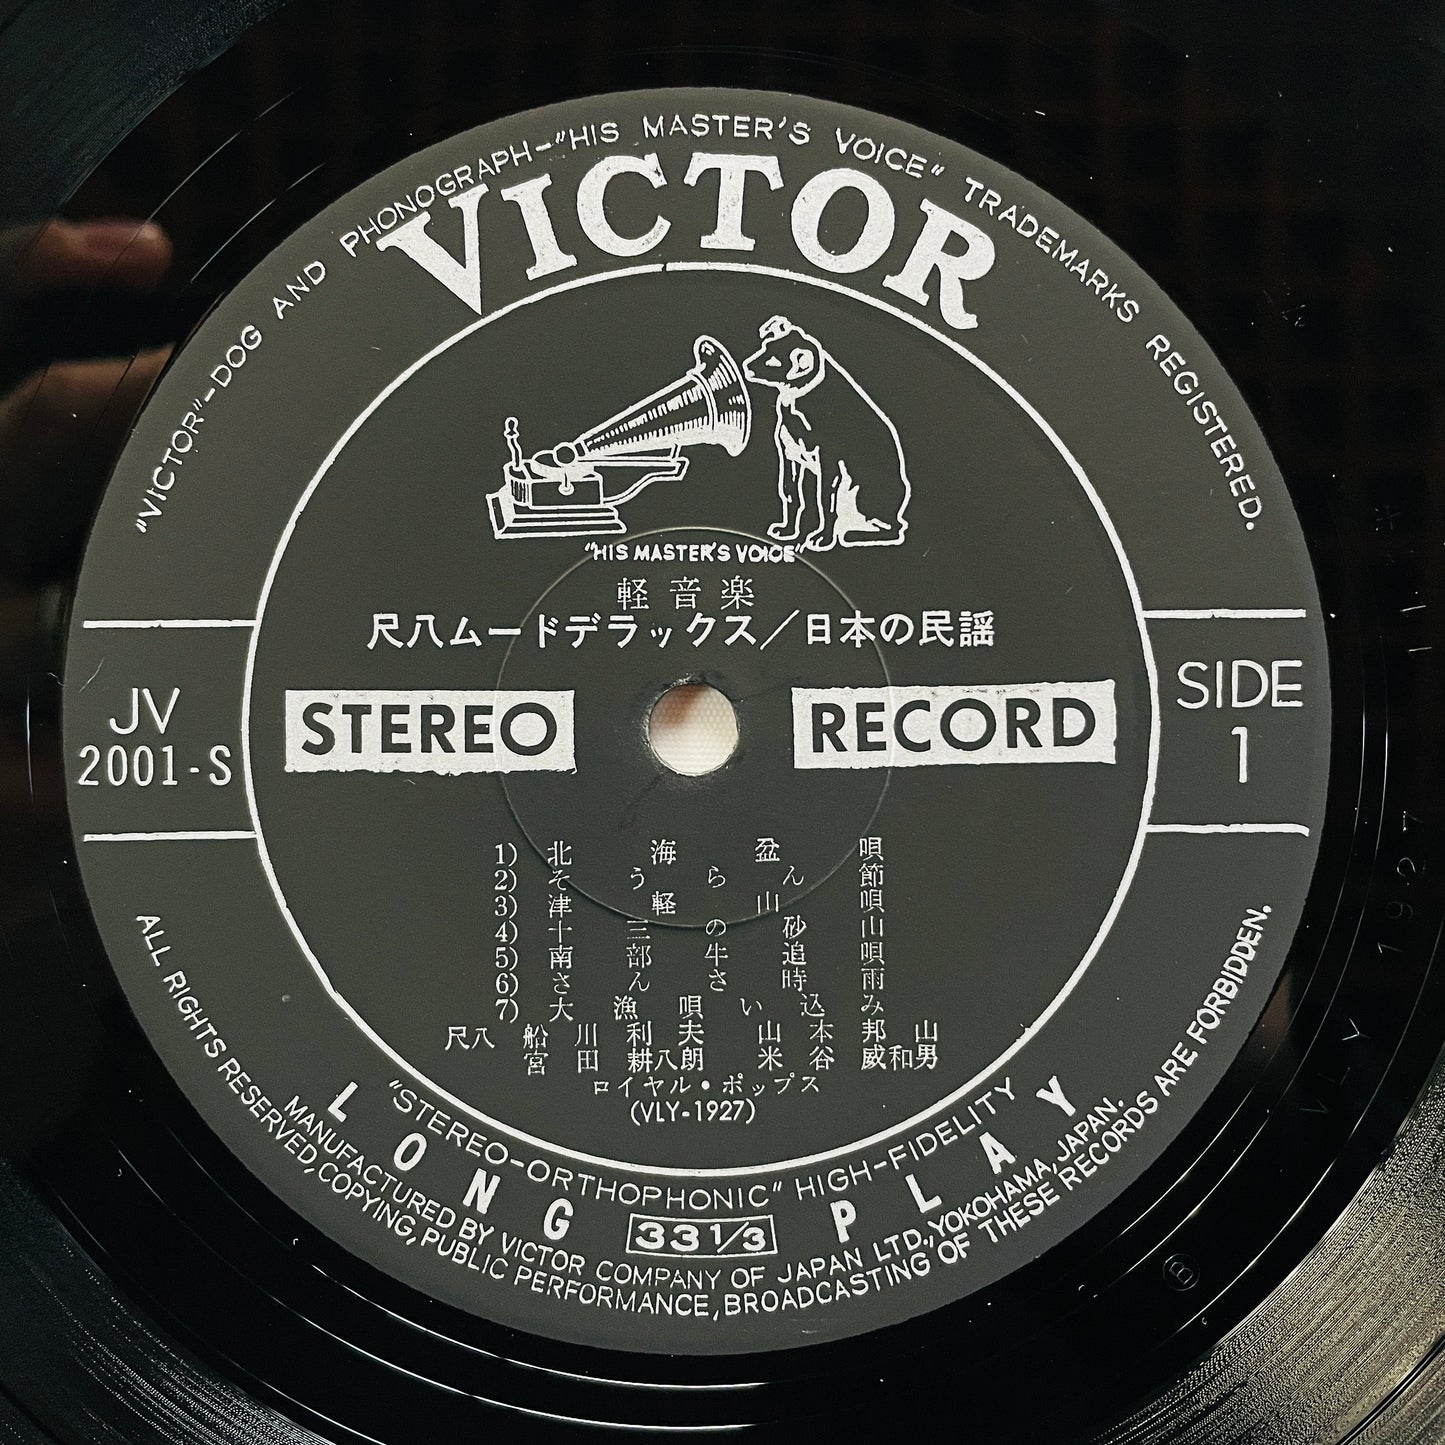 "VICTOR"-DOG AND PHONOGRAPH-"HIS MASTER'S VOICE" TRADEMARKS REGISTERED.
VICTOR
"HIS MASTER'S VOICE"
軽音楽
尺八ムードデラックス/日本の民謡
STEREO RECORD
JV
2001-S
SIDE
1
1) 北海盆唄
2) そうらん節
3) 津軽山唄
4) 十三の砂山
5) 南部牛追唄
6) さんさ時雨
7) 大漁唄い込み
尺八 船川利夫 山本邦山
宮田耕八朗 米谷威和男
ロイヤル・ポップス
(VLY-1927)
"STEREO-ORTHOPHONIC" HIGH-FIDELITY
LONG 33 1/3 PLAY
MANUFACTURED BY VICTOR COMPANY OF JAPAN LTD., YOKOHAMA, JAPAN.
ALL RIGHTS RESERVED, COPYING, PUBLIC PERFORMANCE, BROADCASTING OF THESE RECORDS ARE FORBIDDEN.
B